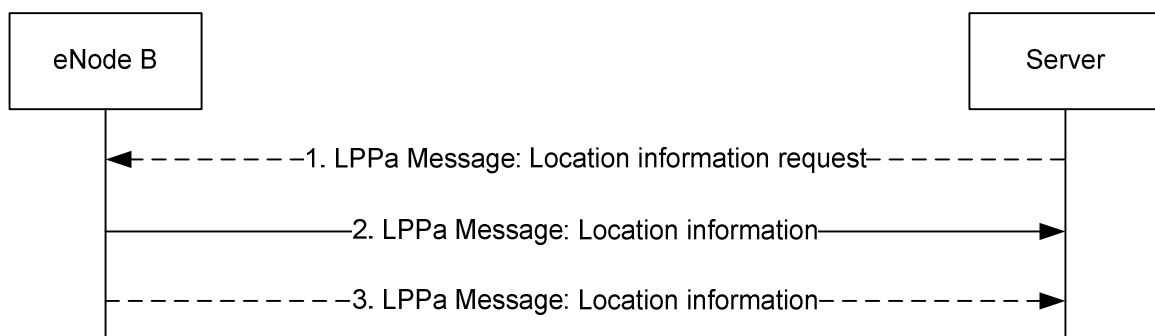 eNode B
Server
1. LPPa Message: Location information request
2. LPPa Message: Location information
3. LPPa Message: Location information